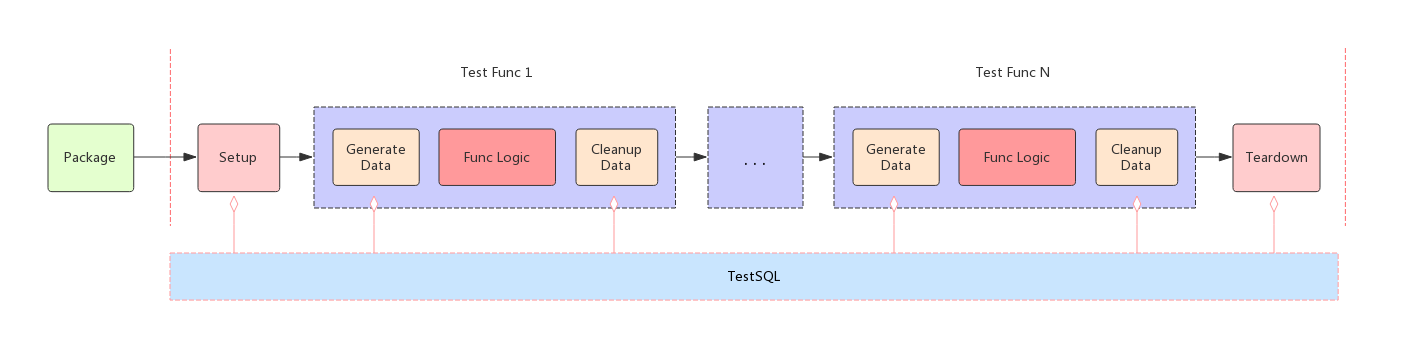 Test Func 1
Test Func N
Package
Setup
Generate
Data
Func Logic
Cleanup
Data
. . .
Generate
Data
Func Logic
Cleanup
Data
Teardown
TestSQL